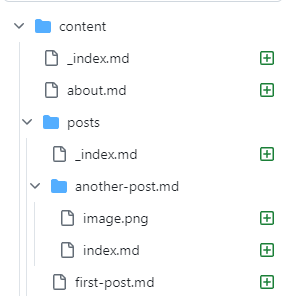 content
_index.md
about.md
posts
_index.md
another-post.md
image.png
index.md
first-post.md